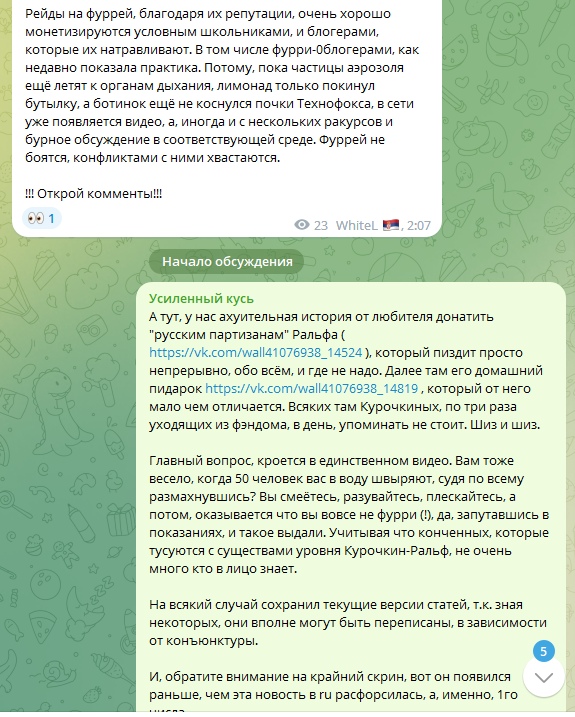 Рейды на фуррей, благодаря их репутации, очень хорошо
монетизируются условным школьниками, и блогерами,
которые их натравливают. В том числе фурри-0блогерами, как
недавно показала практика. Потому, пока частицы аэрозоля
ещё летят к органам дыхания, лимонад только покинул
бутылку, а ботинок ещё не коснулся почки Технофокса, в сети
уже появляется видео, а, иногда и с нескольких ракурсов и
бурное обсуждение в соответствующей среде. Фуррей не
боятся, конфликтами с ними хвастаются.
!!! Открой комменты!!!
1
23 WhiteL, 2:07
Начало обсуждения
Усиленный кусь
А тут, у нас ахуительная история от любителя донатить
"русским партизанам" Ральфа (
https://vk.com/wall41076938_14524 ), который пиздит просто
непрерывно, обо всём, и где не надо. Далее там его домашний
пидарок https://vk.com/wall41076938_14819 , который от него
мало чем отличается. Всяких там Курочкиных, по три раза
уходящих из фэндома, в день, упоминать не стоит. Шиз и шиз.
Главный вопрос, кроется в единственном видео. Вам тоже
весело, когда 50 человек вас в воду швыряют, судя по всему
размахнувшись? Вы смеётесь, разувайтесь, плескайтесь, а
потом, оказывается что вы вовсе не фурри (!), да, запутавшись в
показаниях, и такое выдали. Учитывая что конченных, которые
тусуются с существами уровня Курочкин-Ральф, не очень
много кто в лицо знает.
На всякий случай сохранил текущие версии статей, т.к. зная
некоторых, они вполне могут быть переписаны, в зависимости
от конъюнктуры.
5
И, обратите внимание на крайний скрин, вот он появился
раньше, чем эта новость в ru расфорсилась, а, именно, 1го
числа